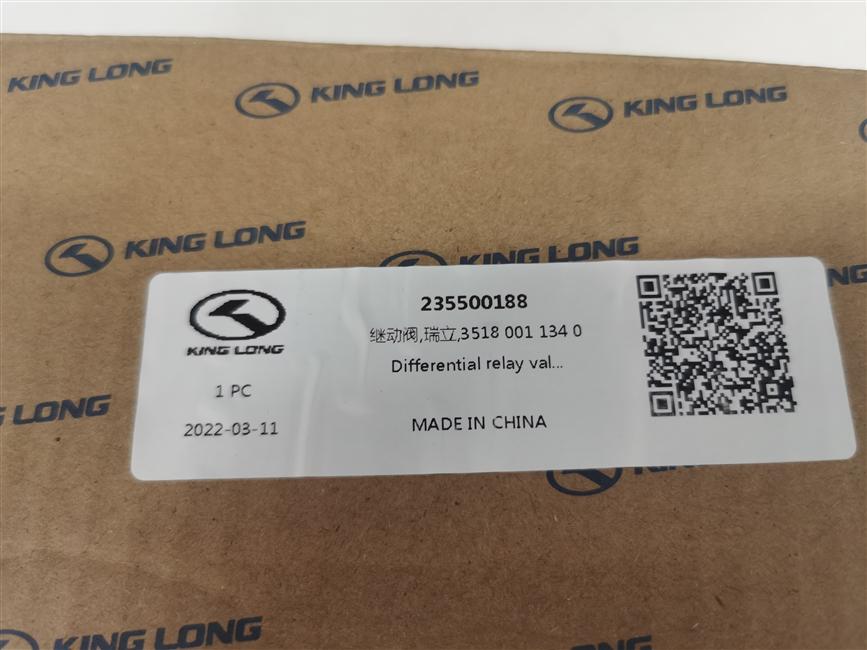 KING LONG
KING LONG
KING LONG
KING LONG
KING LONG
NG
KING LONG
1 PC
2022-03-11
235500188
继动阀,瑞立,3518 001 134 0
Differential relay val...
MADE IN CHINA
LONG
KING LONG